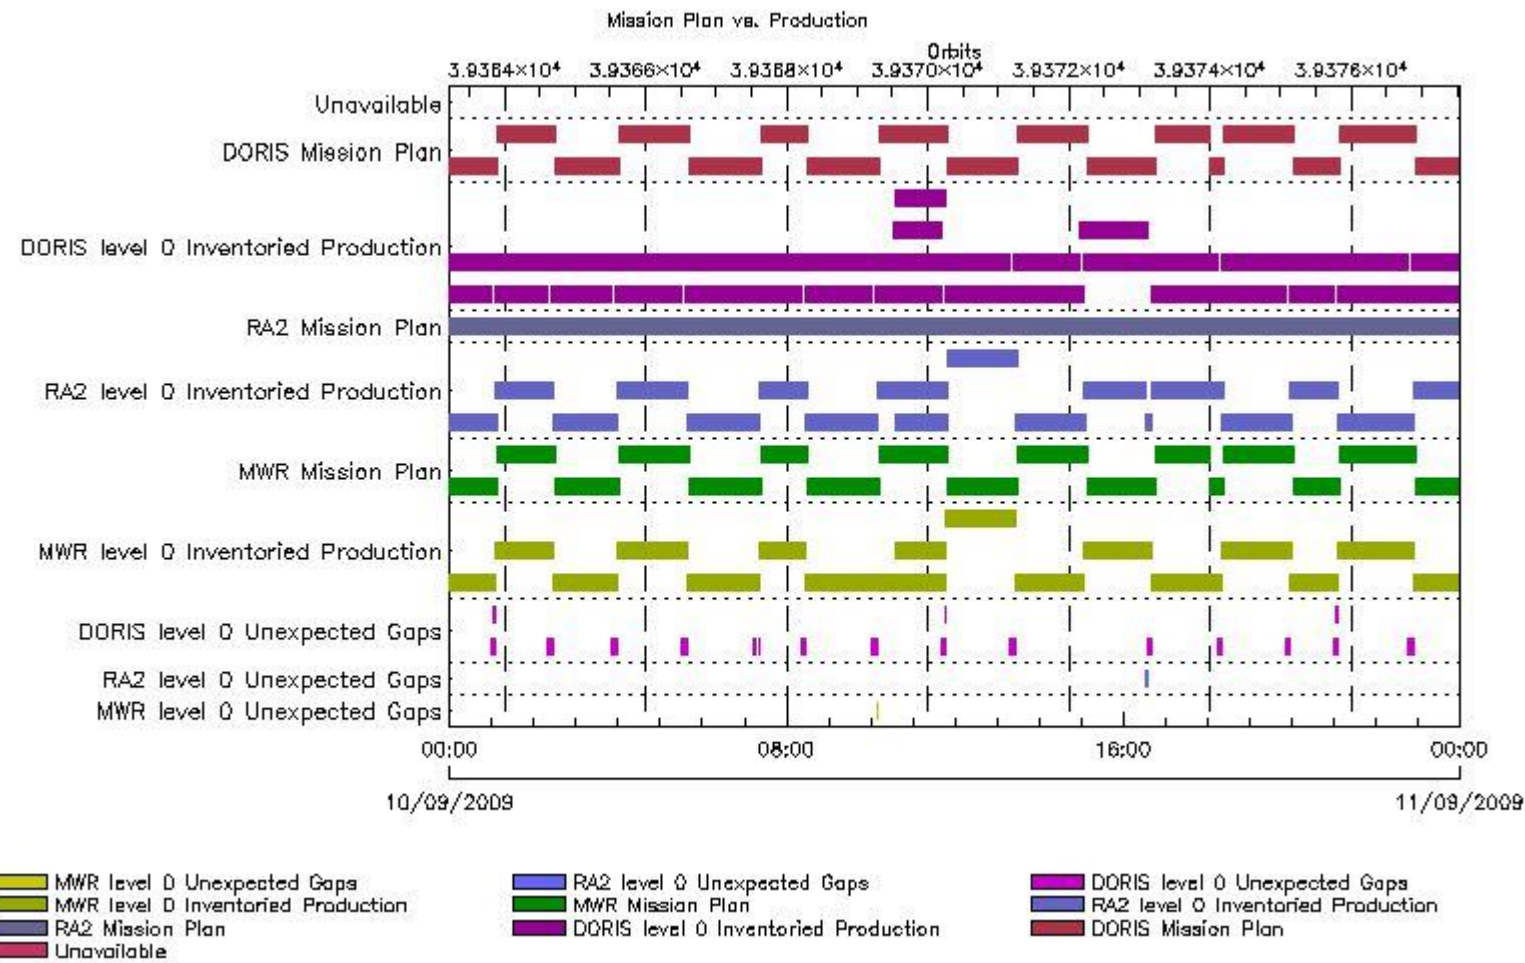 Mission Plan vs. Production
Orbits
3.9364×10⁴ 3.9366×10⁴ 3.9368×10⁴ 3.9370×10⁴ 3.9372×10⁴ 3.9374×10⁴ 3.9376×10⁴
Unavailable
DORIS Mission Plan
DORIS level 0 Inventoried Production
RA2 Mission Plan
RA2 level 0 Inventoried Production
MWR Mission Plan
MWR level 0 Inventoried Production
DORIS level 0 Unexpected Gaps
RA2 level 0 Unexpected Gaps
MWR level 0 Unexpected Gaps
00:00 08:00 16:00 00:00
10/09/2009 11/09/2009
MWR level 0 Unexpected Gaps RA2 level 0 Unexpected Gaps DORIS level 0 Unexpected Gaps
MWR level 0 Inventoried Production MWR Mission Plan RA2 level 0 Inventoried Production
RA2 Mission Plan DORIS level 0 Inventoried Production DORIS Mission Plan
Unavailable